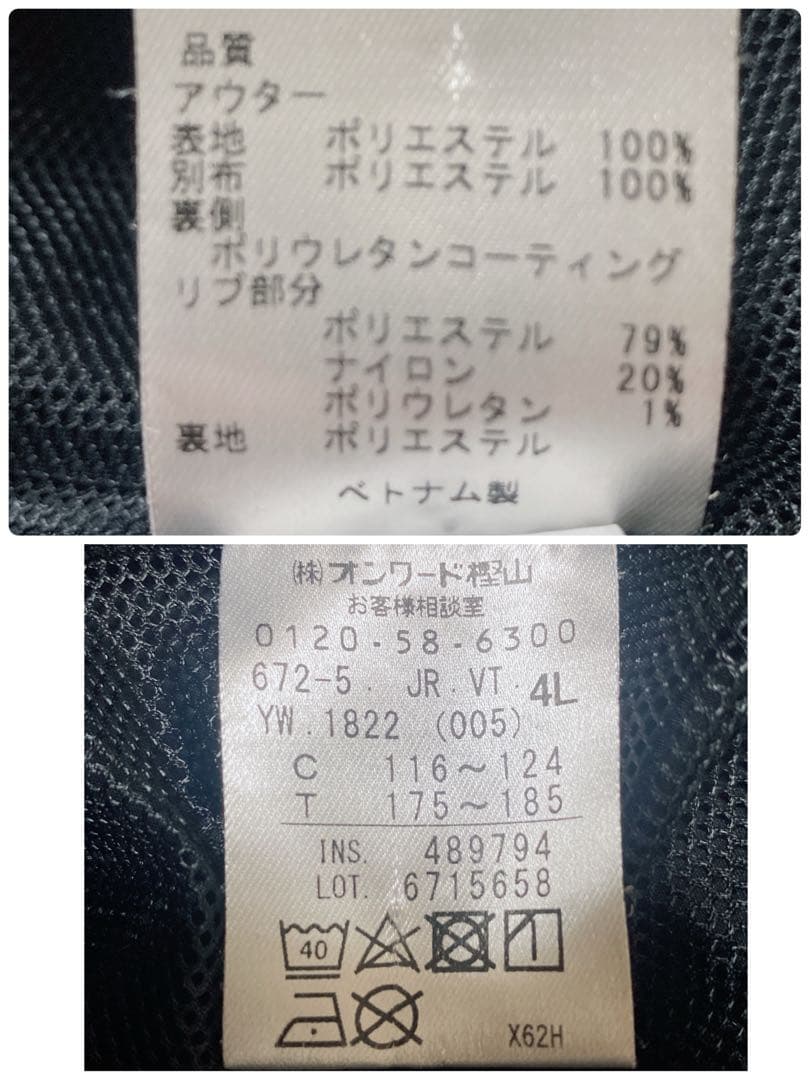 品質
アウター
表地 ポリエステル 100%
別布 ポリエステル 100%
裏側
ポリウレタンコーティング
リブ部分
ポリエステル 79%
ナイロン 20%
ポリウレタン 1%
裏地 ポリエステル
ベトナム製
(株)オンワード樫山
お客様相談室
0120-58-6300
672-5. JR.VT. 4L
YW.1822 (005)
C 116～124
T 175～185
INS. 489794
LOT. 6715658
40
X62H